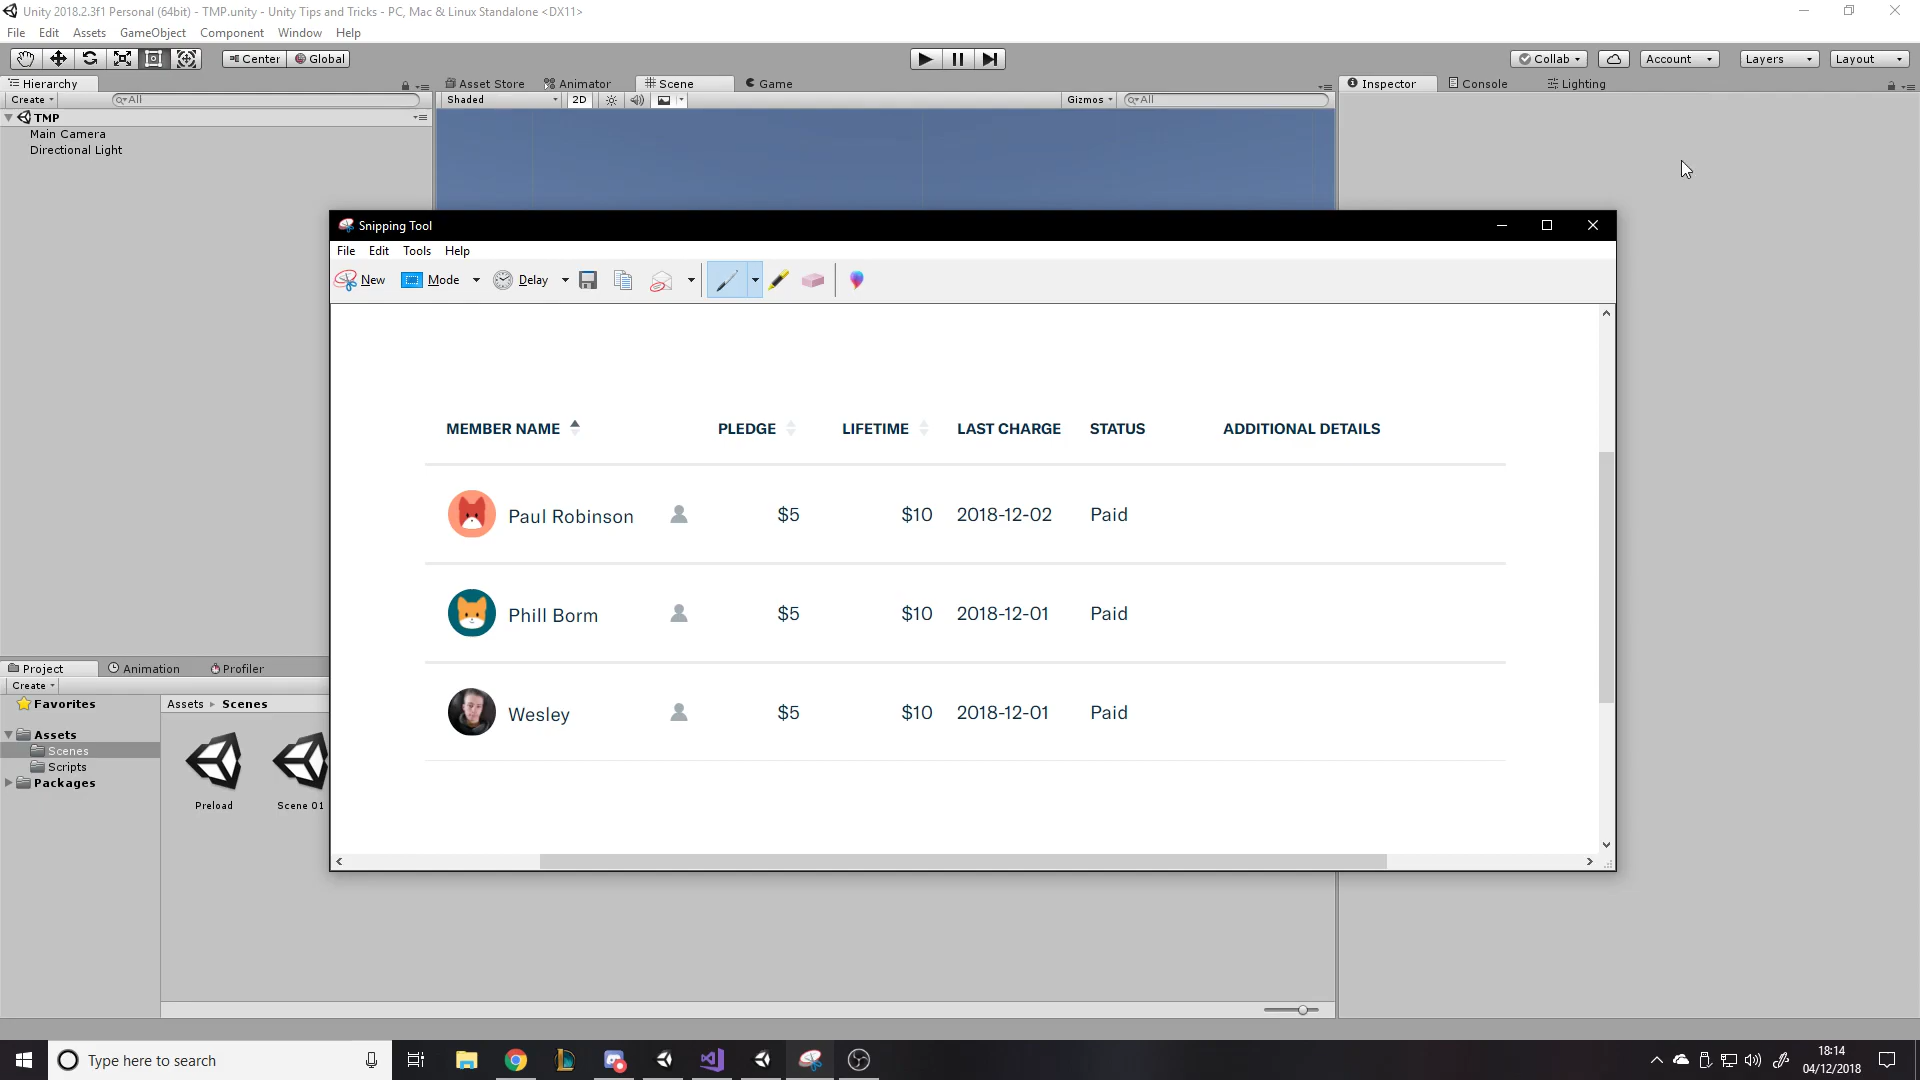 Unity 2018.2.3f1 Personal (64bit) - TMP.unity - Unity Tips and Tricks - PC, Mac & Linux Standalone <DX11>
File Edit Assets GameObject Component Window Help
Center Global Collab Account Layers Layout
Hierarchy Asset Store Animator Scene Game Inspector Console Lighting
Create All Shaded 2D Gizmos All
TMP
Main Camera
Directional Light
Snipping Tool
File Edit Tools Help
New Mode Delay
MEMBER NAME PLEDGE LIFETIME LAST CHARGE STATUS ADDITIONAL DETAILS
Paul Robinson $5 $10 2018-12-02 Paid
Phill Borm $5 $10 2018-12-01 Paid
Wesley $5 $10 2018-12-01 Paid
Project Animation Profiler
Create
Favorites
Assets
Scenes
Scripts
Packages
Assets Scenes
Preload Scene 01
Type here to search
18:14
04/12/2018